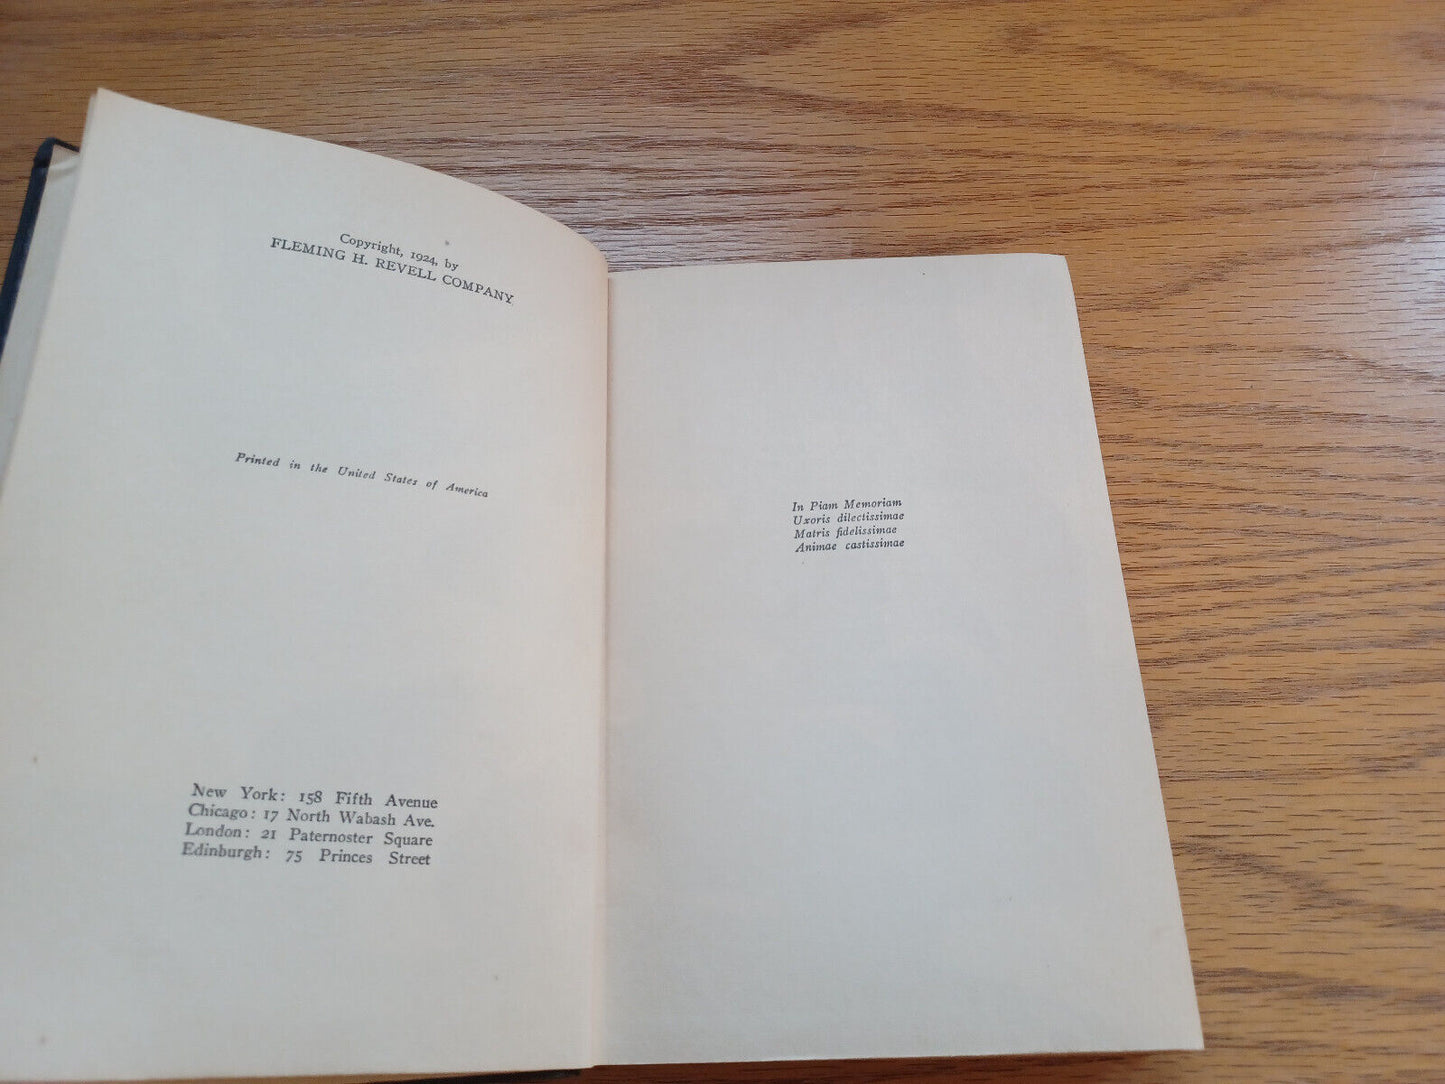 Copyright, 1924, by
FLEMING H. REVELL COMPANY
Printed in the United States of America
New York: 158 Fifth Avenue
Chicago: 17 North Wabash Ave.
London: 21 Paternoster Square
Edinburgh: 75 Princes Street
In Piam Memoriam
Uxoris dilectissimae
Matris fidelissimae
Animae castissimae